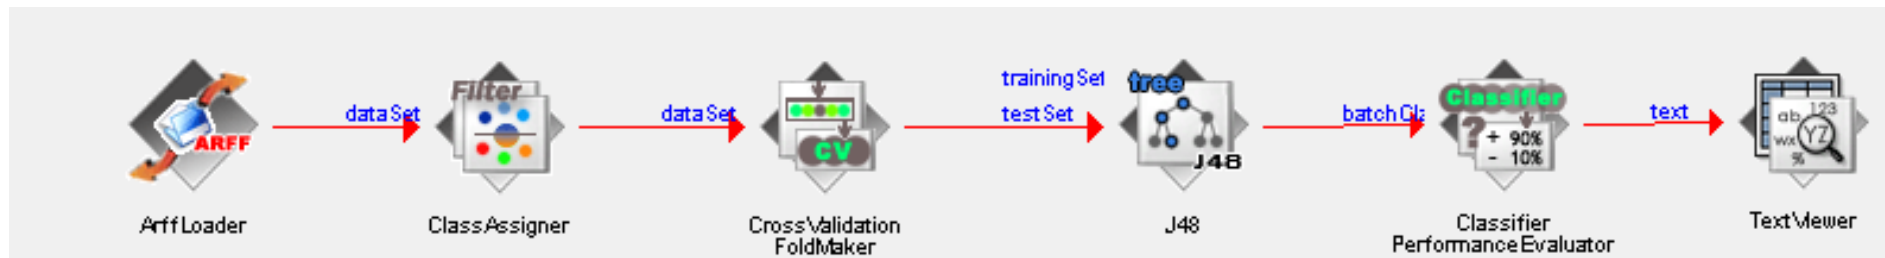 dataSet
dataSet
trainingSet
testSet
text
Filter
ARFF
CV
tree
J48
Classifier
?
+ 90%
- 10%
ab 123
wx YZ
%
ArffLoader
ClassAssigner
CrossValidation
FoldMaker
J48
Classifier
PerformanceEvaluator
TextViewer